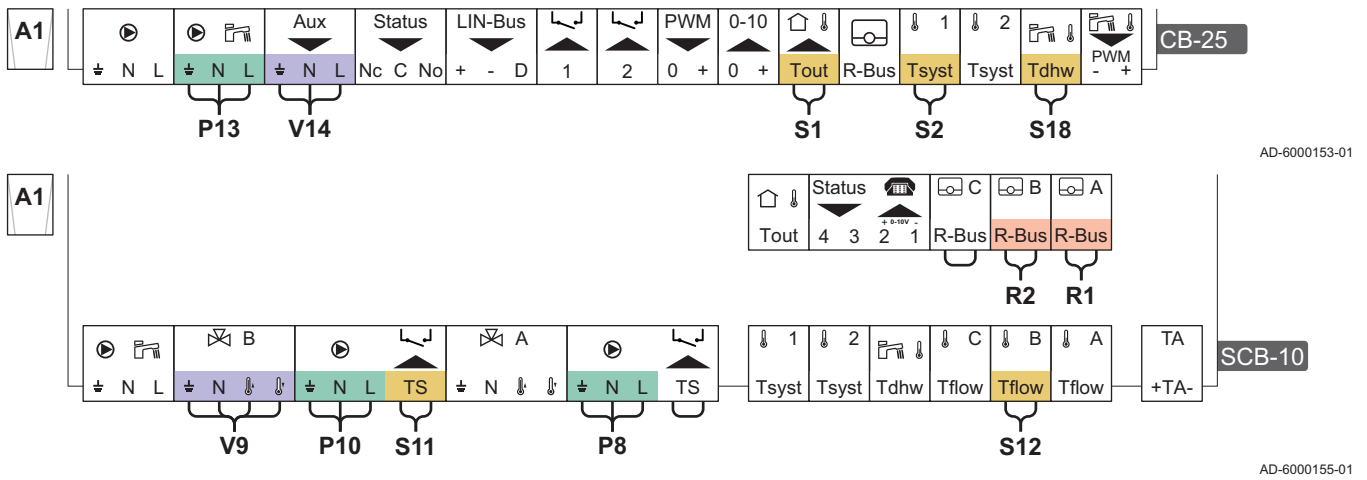 A1 Aux Status LIN-Bus PWM 0-10 1 2 CB-25
N L N L N L Nc C No + - D 1 2 0 + 0 + Tout R-Bus Tsyst Tsyst Tdhw PWM - +
P13 V14 S1 S2 S18
AD-6000153-01
A1 Status C B A
+ 0-10V -
Tout 4 3 2 1 R-Bus R-Bus R-Bus
R2 R1
B A 1 2 C B A TA SCB-10
N L N N L TS N N L TS Tsyst Tsyst Tdhw Tflow Tflow Tflow +TA-
V9 P10 S11 P8 S12
AD-6000155-01